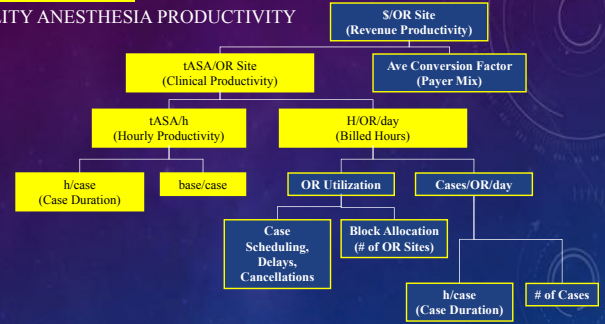 LITY ANESTHESIA PRODUCTIVITY
$/OR Site
(Revenue Productivity)
tASA/OR Site
(Clinical Productivity)
Ave Conversion Factor
(Payer Mix)
tASA/h
(Hourly Productivity)
H/OR/day
(Billed Hours)
h/case
(Case Duration)
base/case
OR Utilization
Cases/OR/day
Case
Scheduling,
Delays,
Cancellations
Block Allocation
(# of OR Sites)
h/case
(Case Duration)
# of Cases